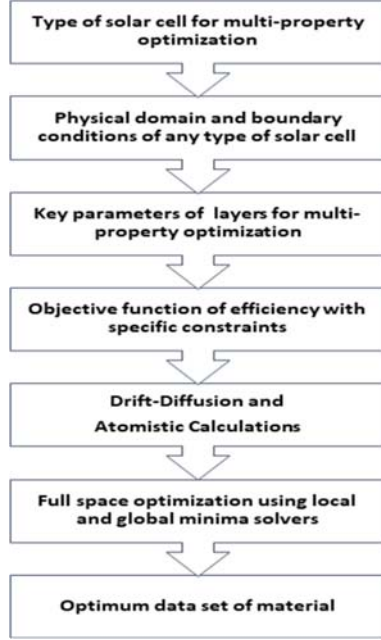 Type of solar cell for multi-property
optimization
Physical domain and boundary
conditions of any type of solar cell
Key parameters of layers for multi-
property optimization
Objective function of efficiency with
specific constraints
Drift-Diffusion and
Atomistic Calculations
Full space optimization using local
and global minima solvers
Optimum data set of material